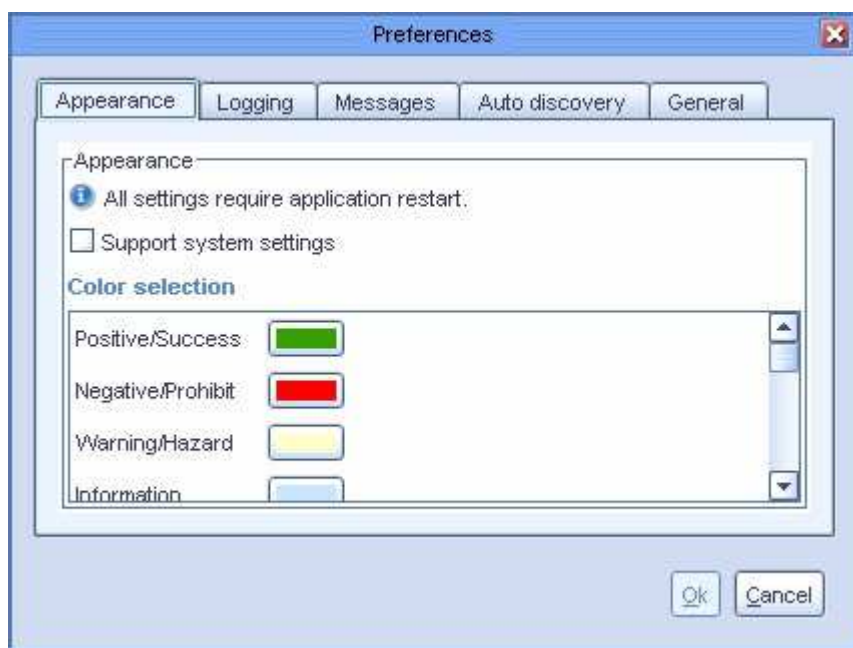 Preferences
Appearance Logging Messages Auto discovery General
Appearance
All settings require application restart.
Support system settings
Color selection
Positive/Success
Negative/Prohibit
Warning/Hazard
Information
Ok Cancel